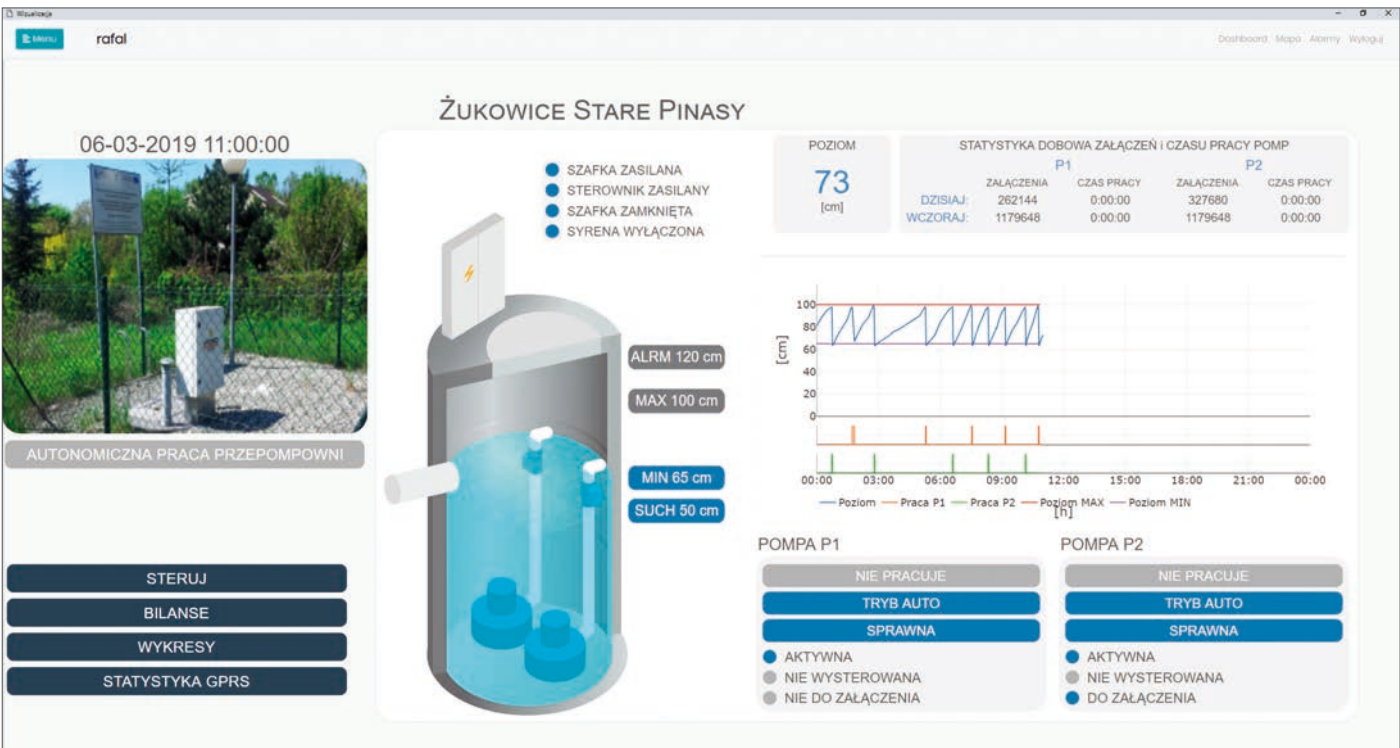 Wizualizacja
Menu
rafal
Dashboard Mapa Alarmy Wyloguj
Żukowice Stare Pinasy
06-03-2019 11:00:00
AUTONOMICZNA PRACA PRZEPOMPOWNI
STERUJ
BILANSE
WYKRESY
STATYSTYKA GPRS
SZAFKA ZASILANA
STEROWNIK ZASILANY
SZAFKA ZAMKNIĘTA
SYRENA WYŁĄCZONA
ALRM 120 cm
MAX 100 cm
MIN 65 cm
SUCH 50 cm
POZIOM
73
[cm]
STATYSTYKA DOBOWA ZAŁĄCZEŃ i CZASU PRACY POMP
P1 P2
ZAŁĄCZENIA CZAS PRACY ZAŁĄCZENIA CZAS PRACY
DZISIAJ: 262144 0:00:00 327680 0:00:00
WCZORAJ: 1179648 0:00:00 1179648 0:00:00
100
80
60
40
20
0
[cm]
00:00 03:00 06:00 09:00 12:00 15:00 18:00 21:00 00:00
Poziom Praca P1 Praca P2 Poziom MAX Poziom MIN
[h]
POMPA P1
NIE PRACUJE
TRYB AUTO
SPRAWNA
AKTYWNA
NIE WYSTEROWANA
NIE DO ZAŁĄCZENIA
POMPA P2
NIE PRACUJE
TRYB AUTO
SPRAWNA
AKTYWNA
NIE WYSTEROWANA
DO ZAŁĄCZENIA